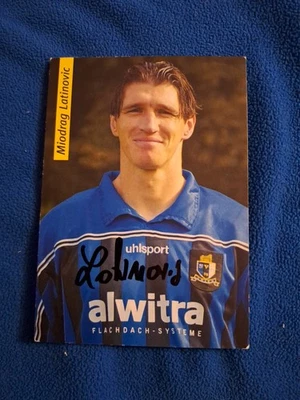 Miodrag Latinovic
uhlsport
alwitra
FLACHDACH-SYSTEME